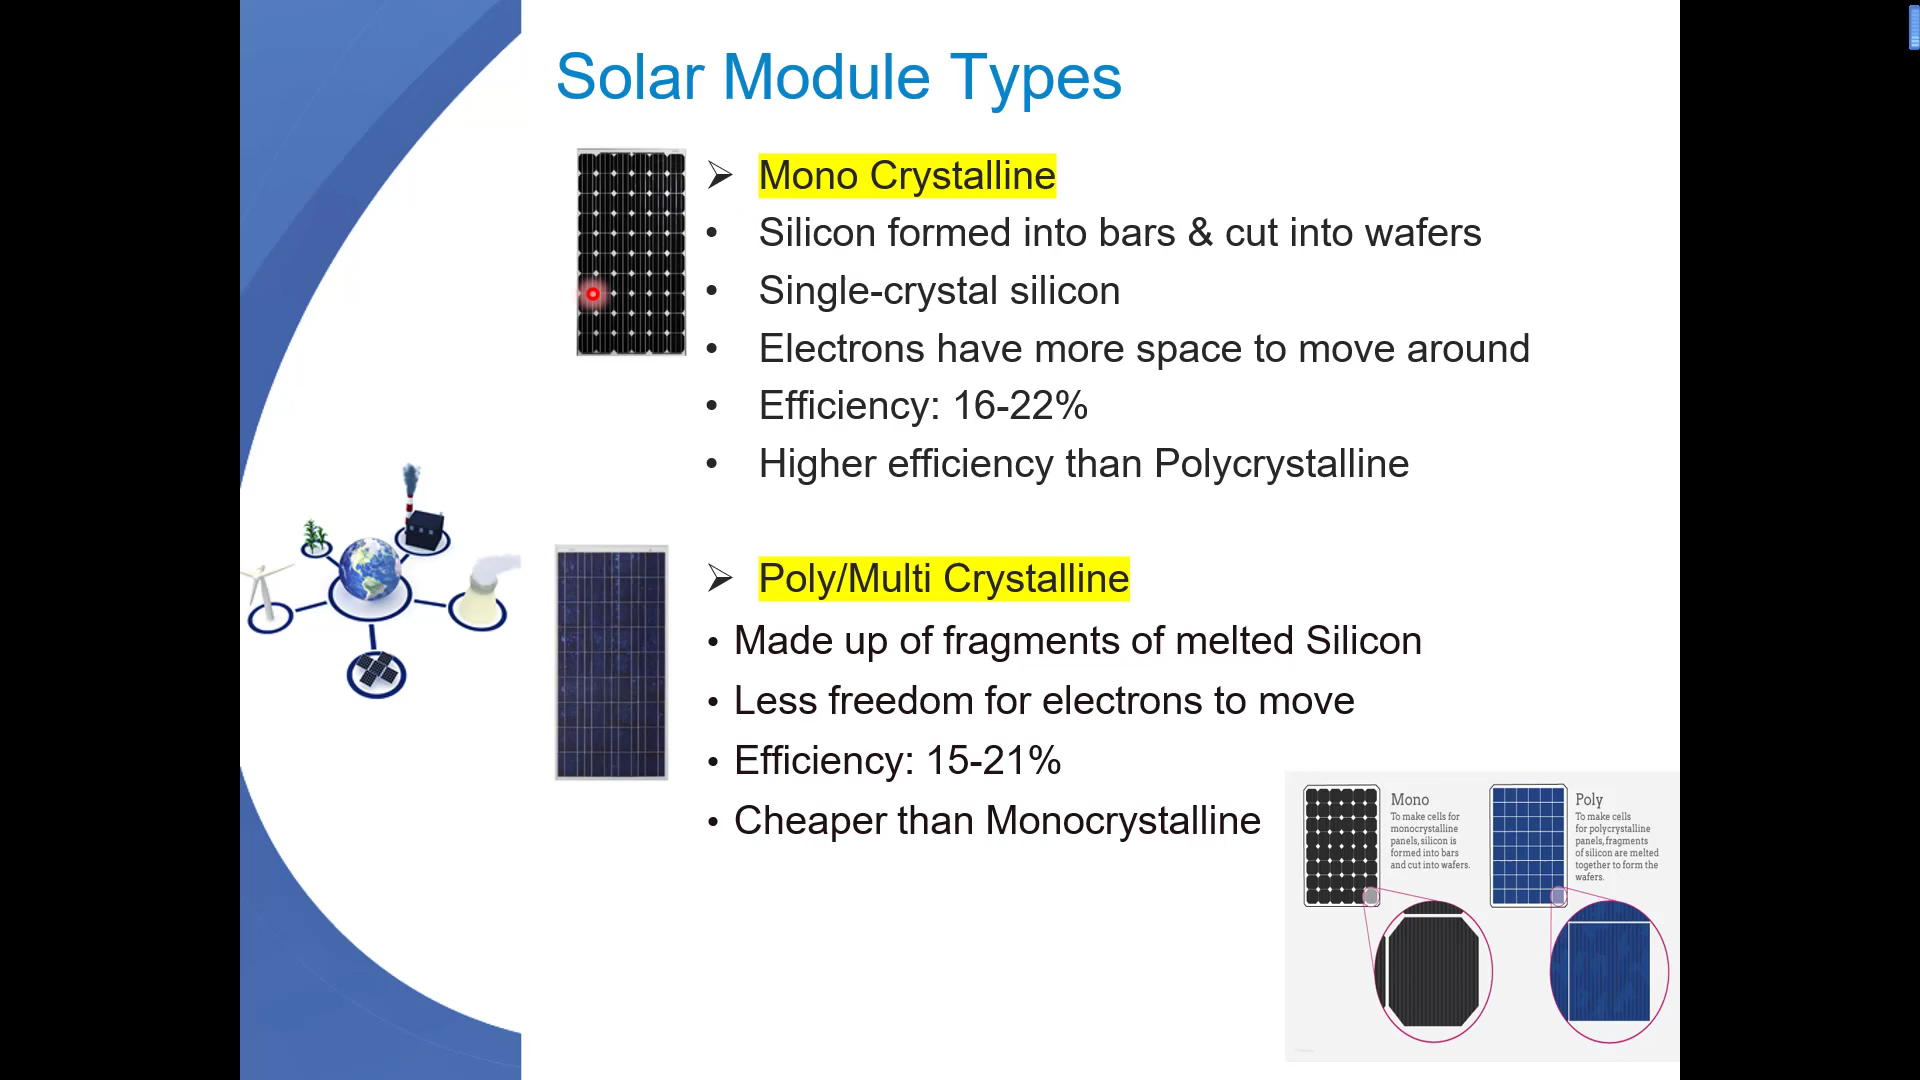 Solar Module Types
➢ Mono Crystalline
• Silicon formed into bars & cut into wafers
• Single-crystal silicon
• Electrons have more space to move around
• Efficiency: 16-22%
• Higher efficiency than Polycrystalline
➢ Poly/Multi Crystalline
• Made up of fragments of melted Silicon
• Less freedom for electrons to move
• Efficiency: 15-21%
• Cheaper than Monocrystalline
Mono
To make cells for
monocrystalline
panels, silicon is
formed into bars
and cut into wafers.
Poly
To make cells
for polycrystalline
panels, fragments
of silicon are melted
together to form the
wafers.